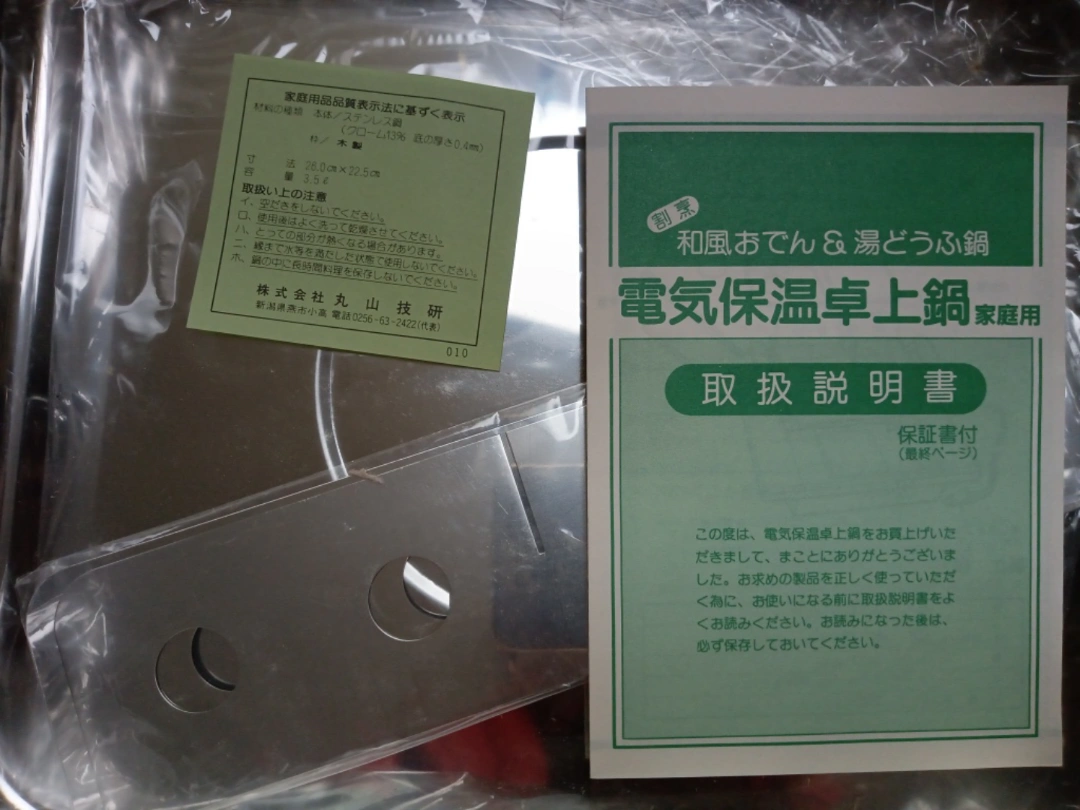 家庭用品品質表示法に基ずく表示
材料の種類 本体/ステンレス鋼
(クローム13% 底の厚さ0.4㎜)
枠/木製
寸法 28.0㎝×22.5㎝
容量 3.5ℓ
取扱い上の注意
イ、空だきをしないでください。
ロ、使用後はよく洗って乾燥させてください。
ハ、とっての部分が熱くなる場合があります。
ニ、縁まで水等を満たした状態で使用しないでください。
ホ、鍋の中に長時間料理を保存しないでください。
株式会社 丸山技研
新潟県燕市小高 電話0256-63-2422(代表)
010
割烹
和風おでん&湯どうふ鍋
電気保温卓上鍋 家庭用
取扱説明書
保証書付
(最終ページ)
この度は、電気保温卓上鍋をお買上げいた
だきまして、まことにありがとうございま
した。お求めの製品を正しく使っていただ
く為に、お使いになる前に取扱説明書をよ
くお読みください。お読みになった後は、
必ず保存しておいてください。